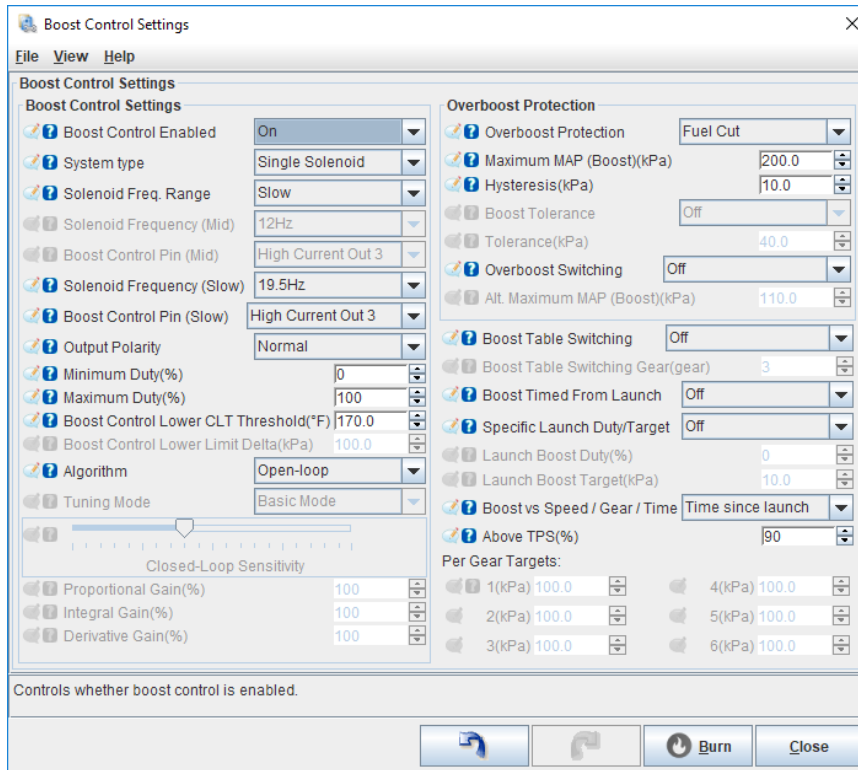 Boost Control Settings
File View Help
Boost Control Settings
Boost Control Settings
Boost Control Enabled On
System type Single Solenoid
Solenoid Freq. Range Slow
Solenoid Frequency (Mid) 12Hz
Boost Control Pin (Mid) High Current Out 3
Solenoid Frequency (Slow) 19.5Hz
Boost Control Pin (Slow) High Current Out 3
Output Polarity Normal
Minimum Duty(%) 0
Maximum Duty(%) 100
Boost Control Lower CLT Threshold(°F) 170.0
Boost Control Lower Limit Delta(kPa) 100.0
Algorithm Open-loop
Tuning Mode Basic Mode
Closed-Loop Sensitivity
Proportional Gain(%) 100
Integral Gain(%) 100
Derivative Gain(%) 100
Overboost Protection
Overboost Protection Fuel Cut
Maximum MAP (Boost)(kPa) 200.0
Hysteresis(kPa) 10.0
Boost Tolerance Off
Tolerance(kPa) 40.0
Overboost Switching Off
Alt. Maximum MAP (Boost)(kPa) 110.0
Boost Table Switching Off
Boost Table Switching Gear(gear) 3
Boost Timed From Launch Off
Specific Launch Duty/Target Off
Launch Boost Duty(%) 0
Launch Boost Target(kPa) 10.0
Boost vs Speed / Gear / Time Time since launch
Above TPS(%) 90
Per Gear Targets:
1(kPa) 100.0 4(kPa) 100.0
2(kPa) 100.0 5(kPa) 100.0
3(kPa) 100.0 6(kPa) 100.0
Controls whether boost control is enabled.
Burn Close